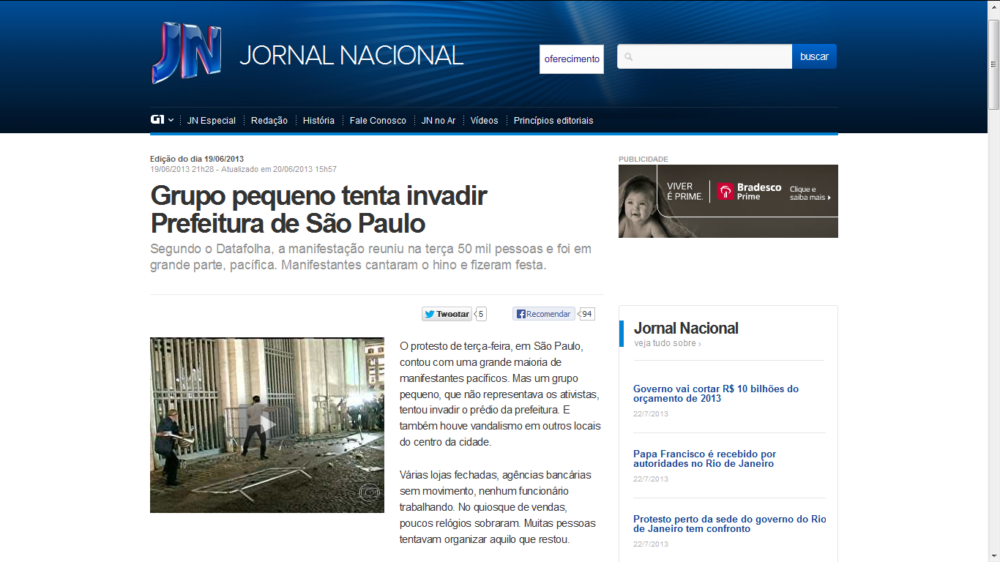 JN JORNAL NACIONAL
oferecimento
buscar
G1 JN Especial Redação História Fale Conosco JN no Ar Vídeos Princípios editoriais
Edição do dia 19/06/2013
19/06/2013 21h28 - Atualizado em 20/06/2013 15h57
Grupo pequeno tenta invadir
Prefeitura de São Paulo
Segundo o Datafolha, a manifestação reuniu na terça 50 mil pessoas e foi em
grande parte, pacífica. Manifestantes cantaram o hino e fizeram festa.
Tweetar 5 Recomendar 94
O protesto de terça-feira, em São Paulo,
contou com uma grande maioria de
manifestantes pacíficos. Mas um grupo
pequeno, que não representava os ativistas,
tentou invadir o prédio da prefeitura. E
também houve vandalismo em outros locais
do centro da cidade.
Várias lojas fechadas, agências bancárias
sem movimento, nenhum funcionário
trabalhando. No quiosque de vendas,
poucos relógios sobraram. Muitas pessoas
tentavam organizar aquilo que restou.
PUBLICIDADE
VIVER
É PRIME.
Bradesco
Prime
Clique e
saiba mais
Jornal Nacional
veja tudo sobre ›
Governo vai cortar R$ 10 bilhões do
orçamento de 2013
22/7/2013
Papa Francisco é recebido por
autoridades no Rio de Janeiro
22/7/2013
Protesto perto da sede do governo do Rio
de Janeiro tem confronto
22/7/2013